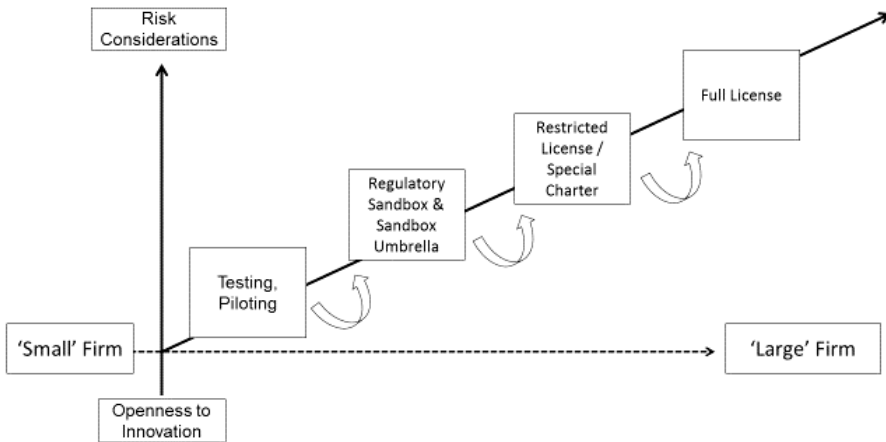 Risk
Considerations
Full License
Restricted
License /
Special
Charter
Regulatory
Sandbox &
Sandbox
Umbrella
Testing,
Piloting
‘Small’ Firm
‘Large’ Firm
Openness to
Innovation